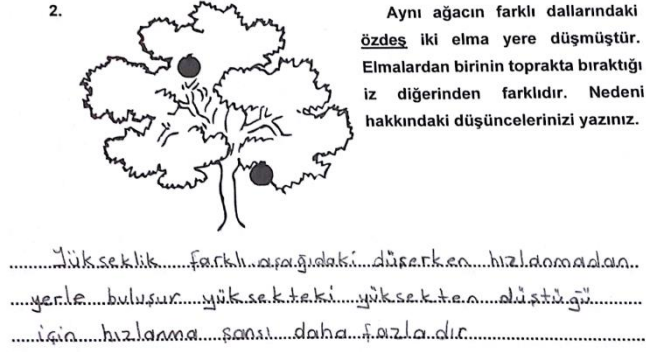 2.
Aynı ağacın farklı dallarındaki
özdeş iki elma yere düşmüştür.
Elmalardan birinin toprakta bıraktığı
iz diğerinden farklıdır. Nedeni
hakkındaki düşüncelerinizi yazınız.
Yükseklik farklı aşağıdaki düşerken hızlanmadan
yerle buluşur yüksekteki yüksekten düştüğü
için hızlanma şansı daha fazladır